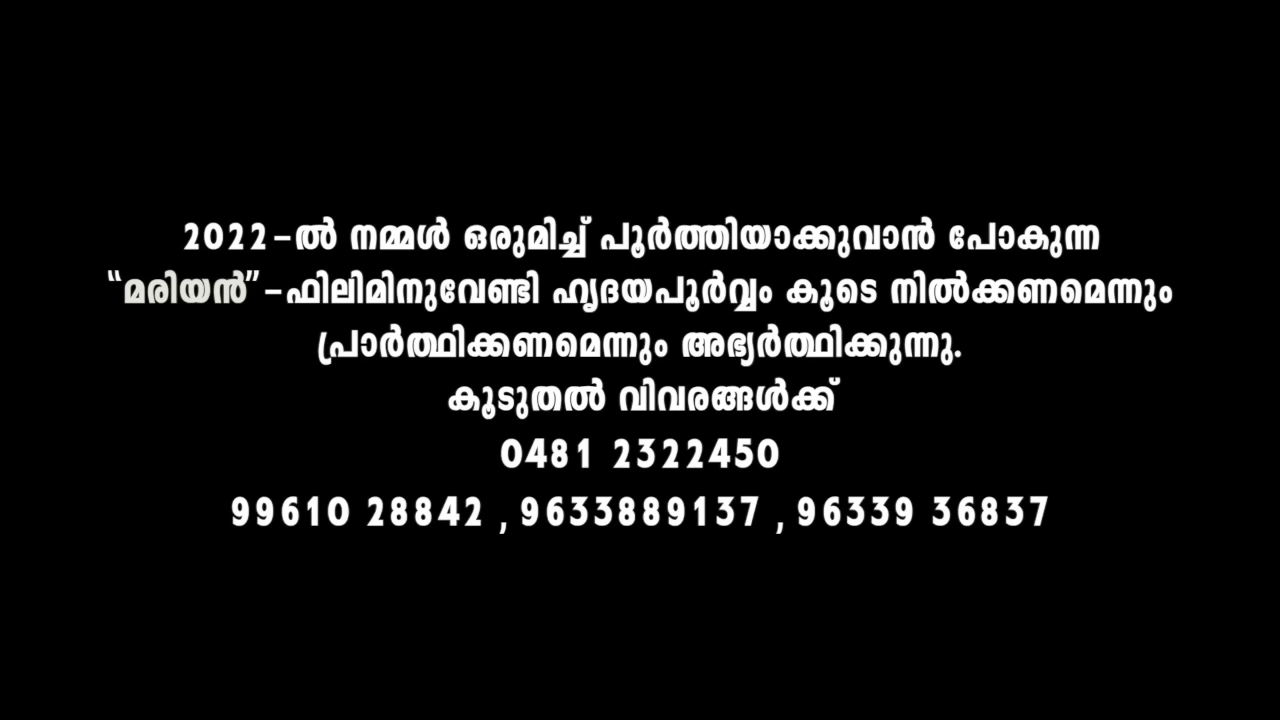 2022-ൽ നമ്മൾ ഒരുമിച്ച് പൂർത്തിയാക്കുവാൻ പോകുന്ന
“മരിയൻ”-ഫിലിമിനുവേണ്ടി ഹൃദയപൂർവ്വം കൂടെ നിൽക്കണമെന്നും
പ്രാർത്ഥിക്കണമെന്നും അഭ്യർത്ഥിക്കുന്നു.
കൂടുതൽ വിവരങ്ങൾക്ക്
0481 2322450
99610 28842 , 9633889137 , 96339 36837